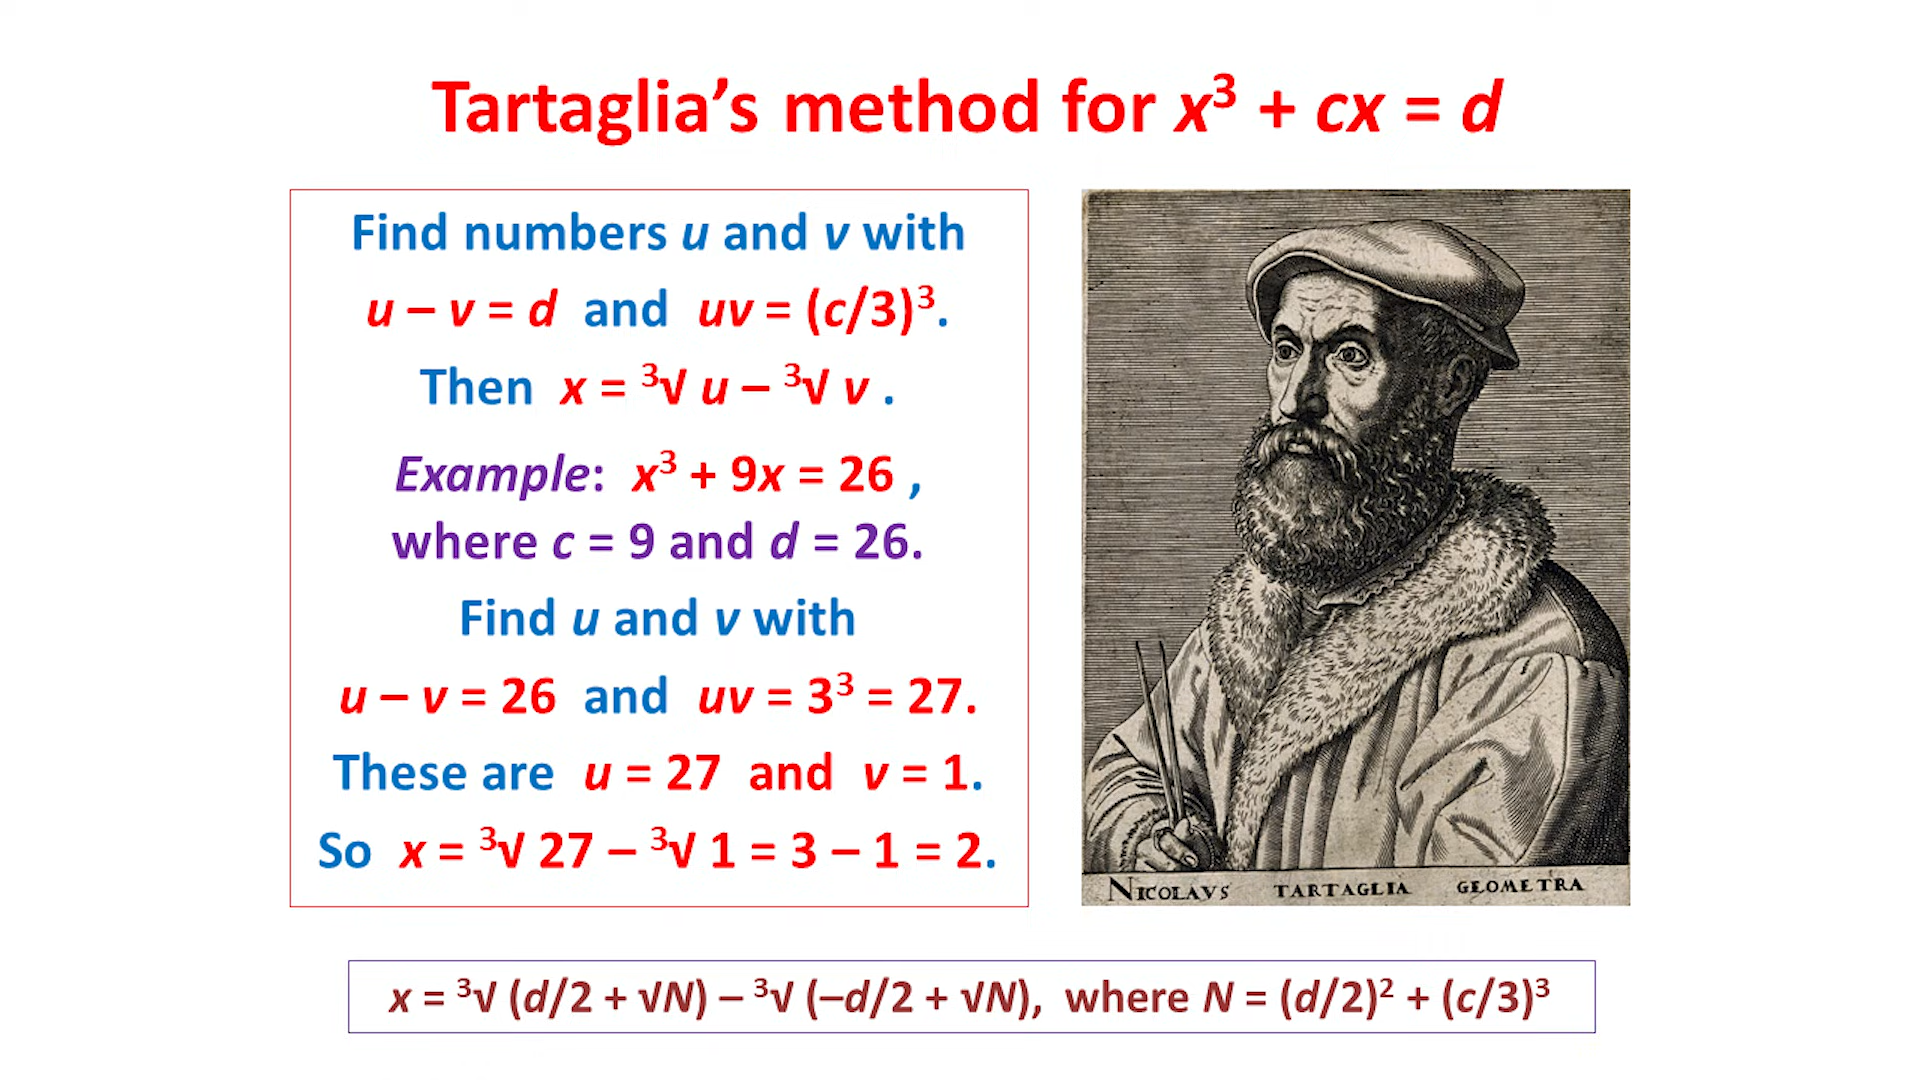 Tartaglia’s method for x³ + cx = d
Find numbers u and v with
u – v = d and uv = (c/3)³.
Then x = ³√ u – ³√ v .
Example: x³ + 9x = 26 ,
where c = 9 and d = 26.
Find u and v with
u – v = 26 and uv = 3³ = 27.
These are u = 27 and v = 1.
So x = ³√ 27 – ³√ 1 = 3 – 1 = 2.
NICOLAVS TARTAGLIA GEOMETRA
x = ³√ (d/2 + √N) – ³√ (–d/2 + √N), where N = (d/2)² + (c/3)³